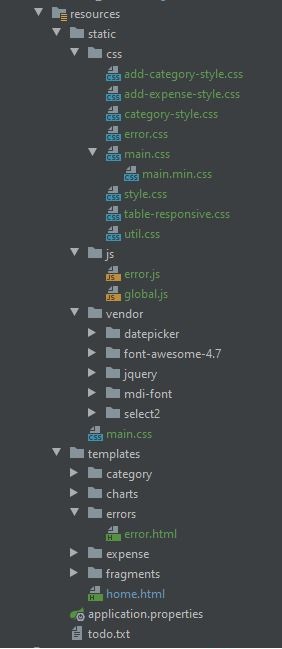 resources
static
css
add-category-style.css
add-expense-style.css
category-style.css
error.css
main.css
main.min.css
style.css
table-responsive.css
util.css
js
error.js
global.js
vendor
datepicker
font-awesome-4.7
jquery
mdi-font
select2
main.css
templates
category
charts
errors
error.html
expense
fragments
home.html
application.properties
todo.txt